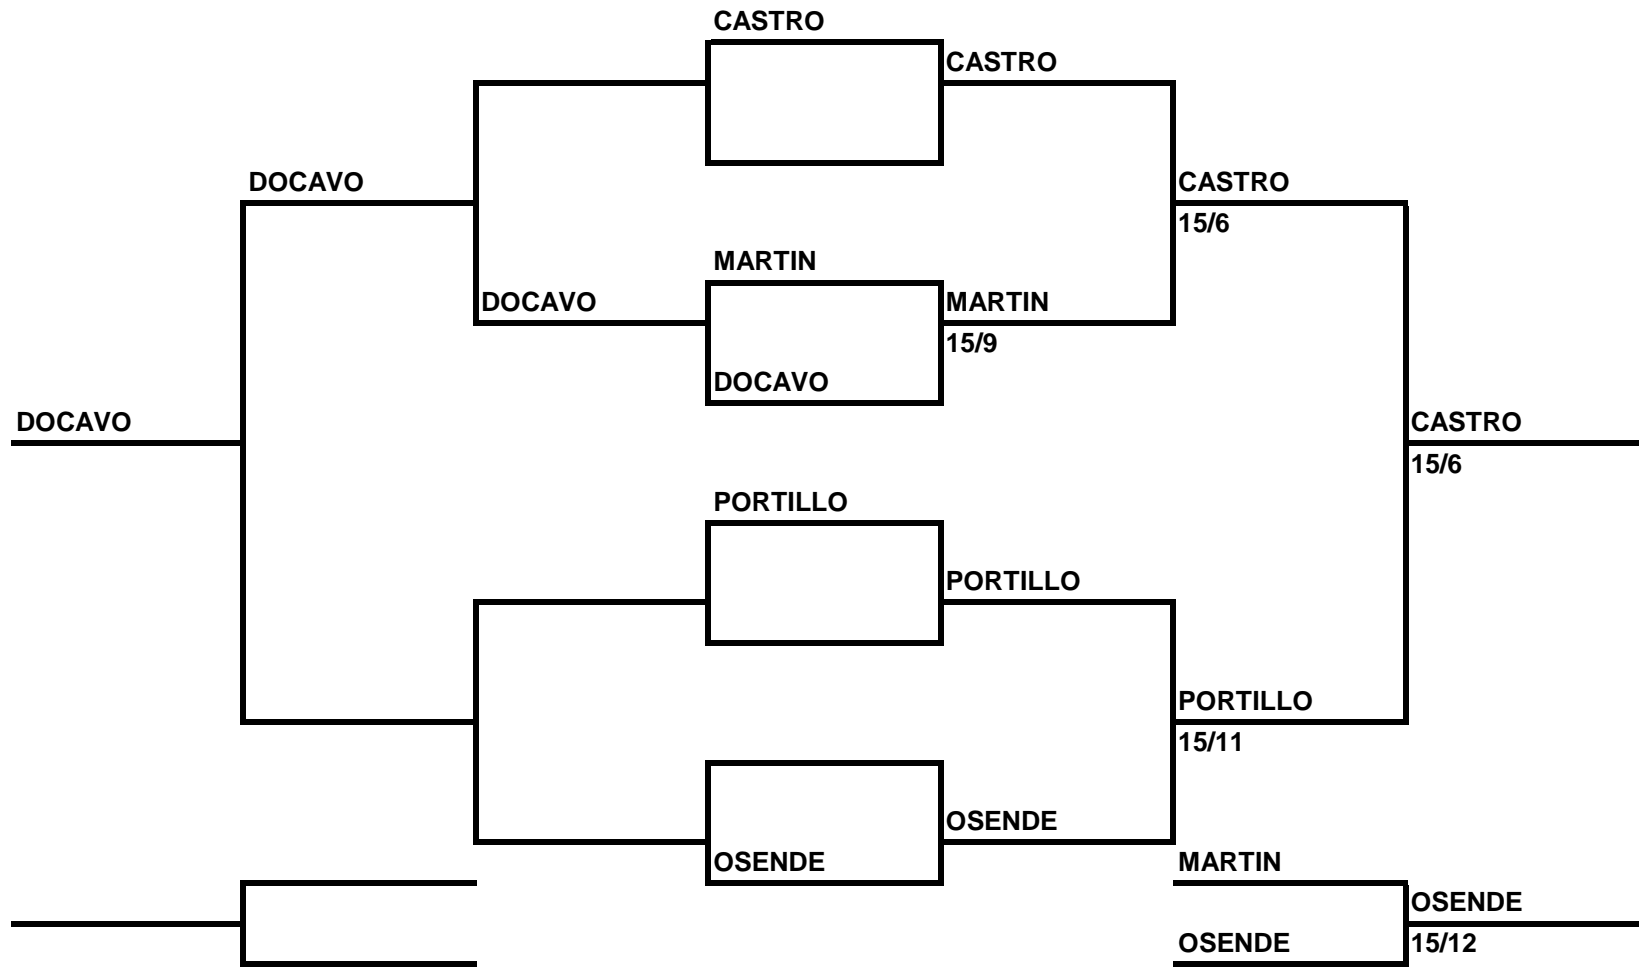 CASTRO
CASTRO
DOCAVO
CASTRO
15/6
MARTIN
DOCAVO
MARTIN
15/9
DOCAVO
DOCAVO
CASTRO
15/6
PORTILLO
PORTILLO
PORTILLO
15/11
OSENDE
OSENDE
MARTIN
OSENDE
OSENDE
15/12